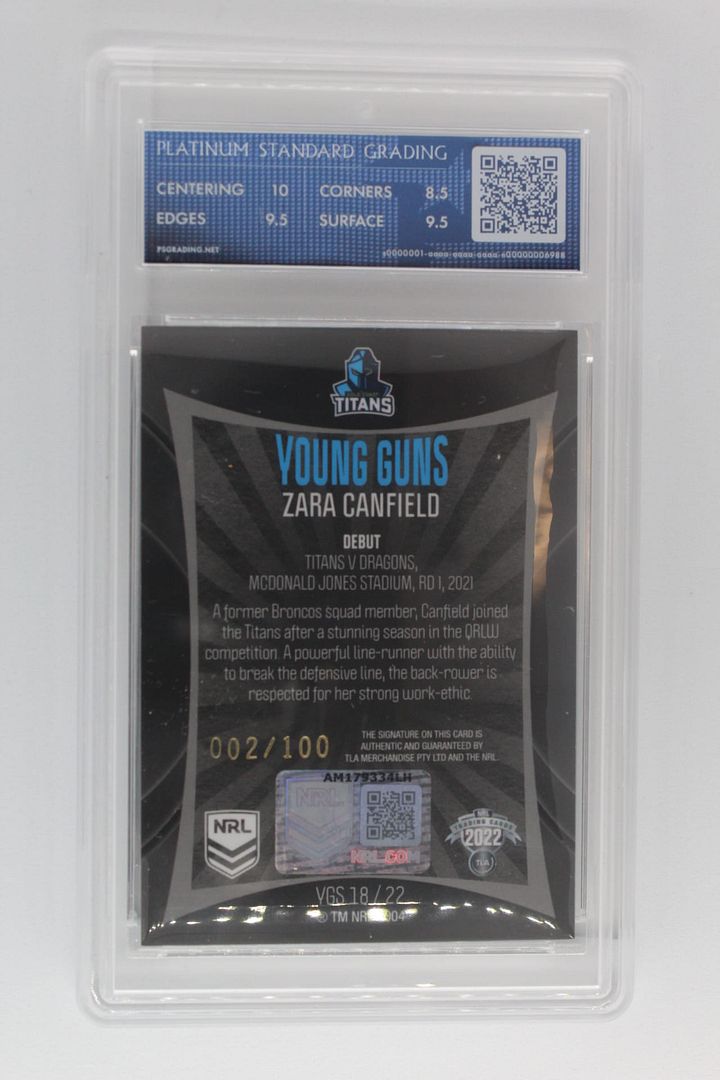 PLATINUM STANDARD GRADING
CENTERING 10 CORNERS 8.5
EDGES 9.5 SURFACE 9.5
PSGRADING.NET
TITANS
YOUNG GUNS
ZARA CANFIELD
DEBUT
TITANS V DRAGONS,
MCDONALD JONES STADIUM, RD 1, 2021
A former Broncos squad member, Canfield joined
the Titans after a stunning season in the QRLW
competition. A powerful line-runner with the ability
to break the defensive line, the back-rower is
respected for her strong work-ethic.
002/100
THE SIGNATURE ON THIS CARD IS
AUTHENTIC AND GUARANTEED BY
TLA MERCHANDISE PTY LTD AND THE NRL.
AM179334LH
NRL
NRL.COM
NRL
NRL
TRADING CARDS
2022
TLA
YGS 18 / 22
® TM NRL